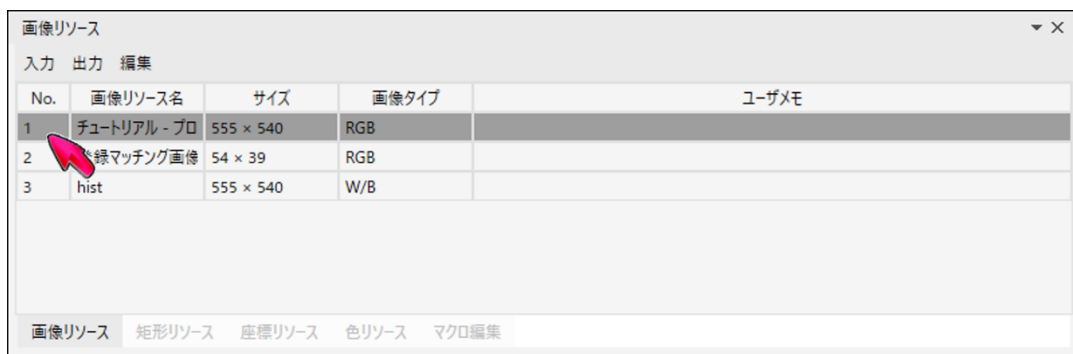 画像リソース
入力 出力 編集
No. 画像リソース名 サイズ 画像タイプ ユーザメモ
1 チュートリアル - プロ 555 × 540 RGB
2 録マッチング画像 54 × 39 RGB
3 hist 555 × 540 W/B
画像リソース 矩形リソース 座標リソース 色リソース マクロ編集